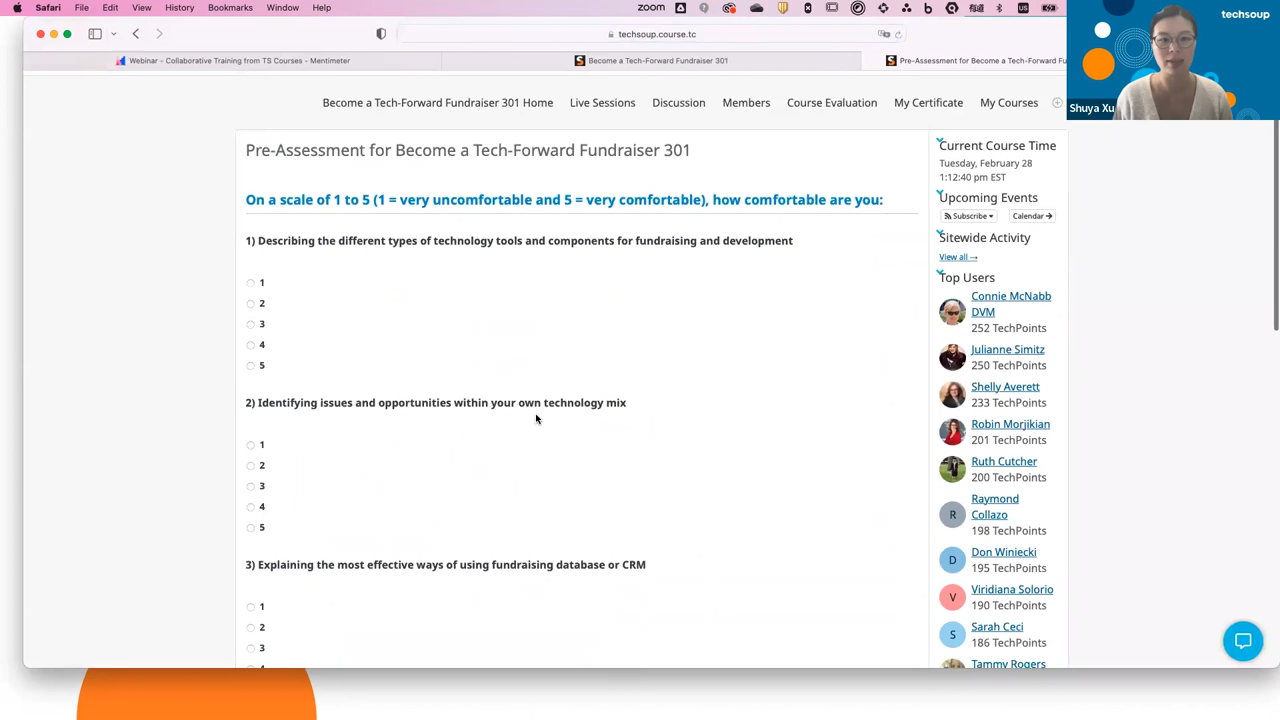 Safari File Edit View History Bookmarks Window Help zoom
techsoup
techsoup.course.tc
Webinar - Collaborative Training from TS Courses - Mentimeter
Become a Tech-Forward Fundraiser 301
Pre-Assessment for Become a Tech-Forward Fu
Shuya Xu
Become a Tech-Forward Fundraiser 301 Home Live Sessions Discussion Members Course Evaluation My Certificate My Courses
Pre-Assessment for Become a Tech-Forward Fundraiser 301
On a scale of 1 to 5 (1 = very uncomfortable and 5 = very comfortable), how comfortable are you:
1) Describing the different types of technology tools and components for fundraising and development
1
2
3
4
5
2) Identifying issues and opportunities within your own technology mix
1
2
3
4
5
3) Explaining the most effective ways of using fundraising database or CRM
1
2
3
4
Current Course Time
Tuesday, February 28
1:12:40 pm EST
Upcoming Events
Subscribe Calendar
Sitewide Activity
View all →
Top Users
Connie McNabb
DVM
252 TechPoints
Julianne Simitz
250 TechPoints
Shelly Averett
233 TechPoints
Robin Morjikian
201 TechPoints
Ruth Cutcher
200 TechPoints
R
Raymond
Collazo
198 TechPoints
D
Don Winiecki
195 TechPoints
V
Viridiana Solorio
190 TechPoints
S
Sarah Ceci
186 TechPoints
Tammy Rogers